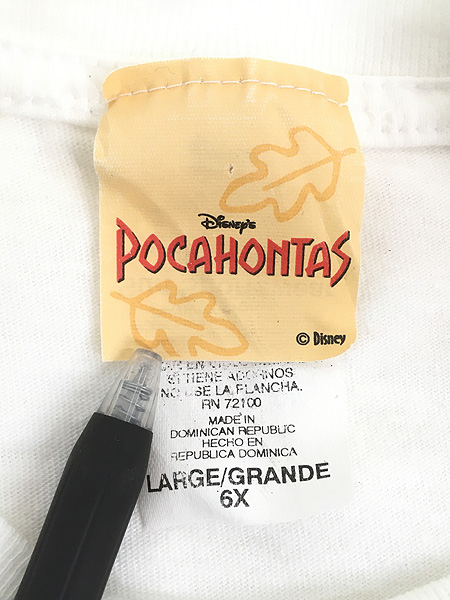 Disney's
POCAHONTAS
© Disney
TIENE ADORNOS
NO USE LA PLANCHA.
RN 72100
MADE IN
DOMINICAN REPUBLIC
HECHO EN
REPUBLICA DOMINICA
LARGE/GRANDE
6X